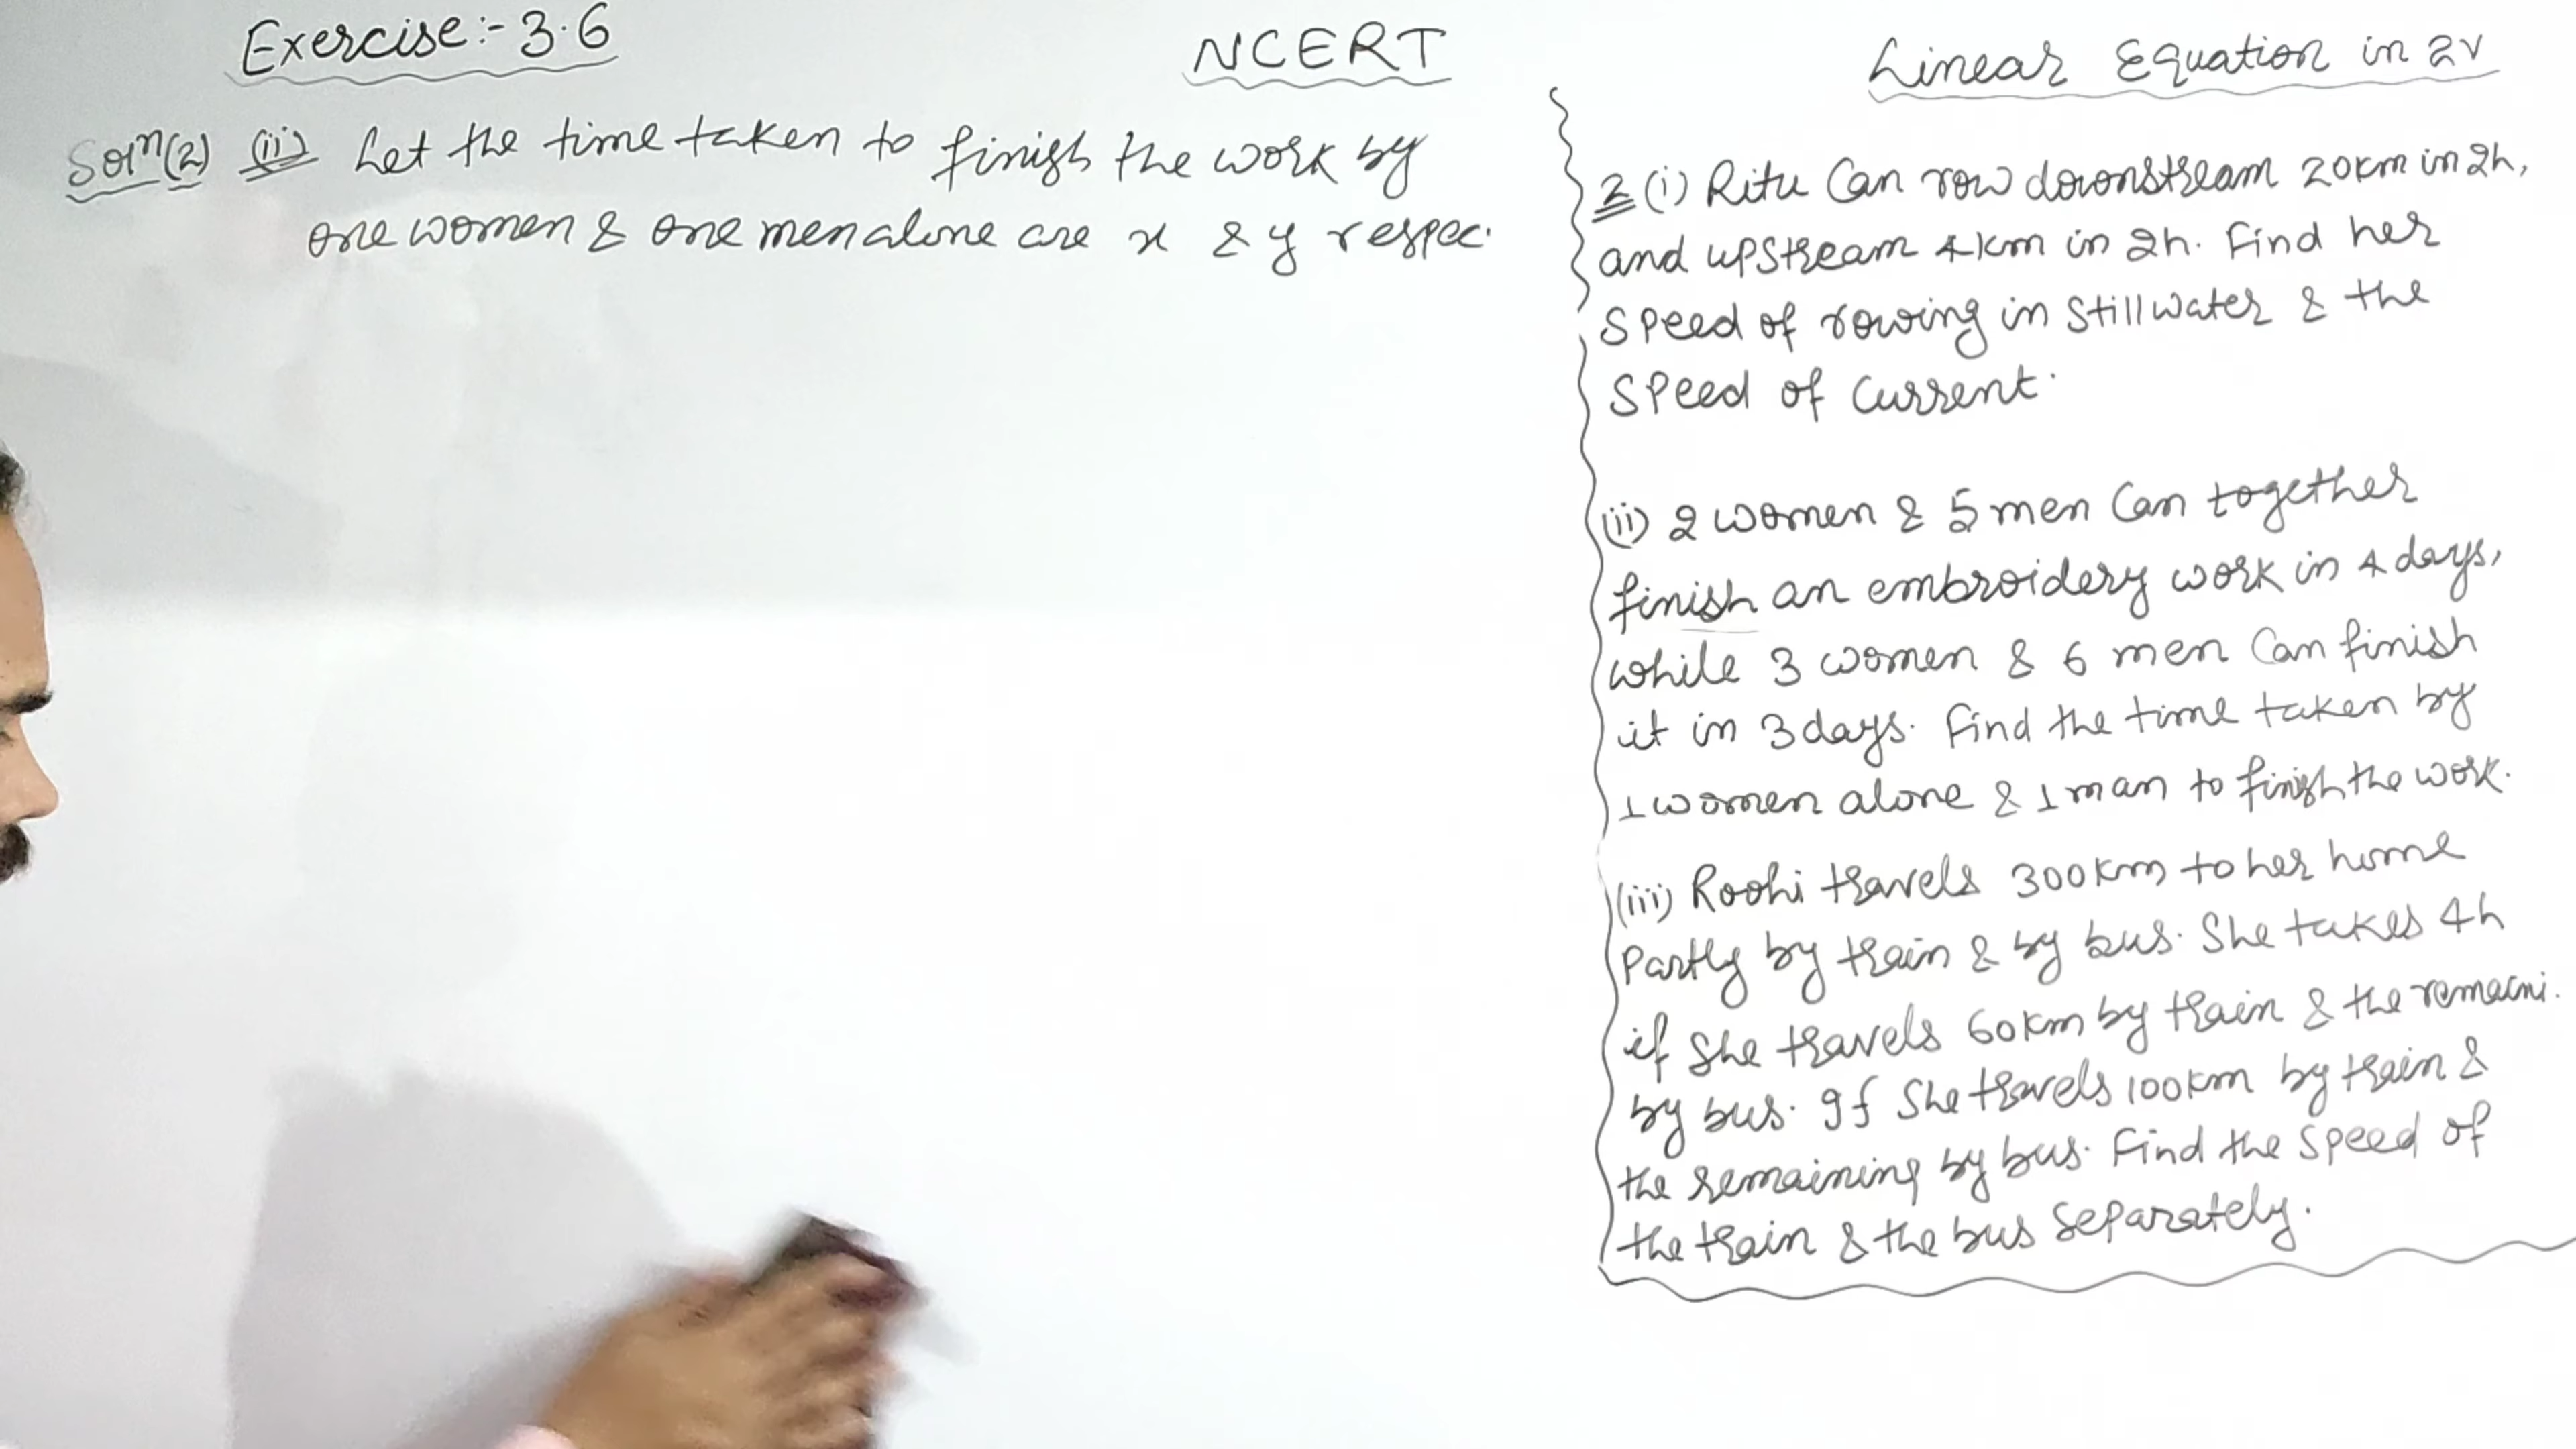 Exercise:- 3.6
NCERT
Linear Equation in 2V
Solⁿ(2) (ii) Let the time taken to finish the work by
one women & one men alone are x & y respec.
2 (i) Ritu Can row downstream 20km in 2h,
and upstream 4km in 2h. Find her
Speed of rowing in Still water & the
Speed of Current.
(ii) 2 women & 5 men Can together
finish an embroidery work in 4 days,
while 3 women & 6 men Can finish
it in 3 days. Find the time taken by
1 women alone & 1 man to finish the work.
(iii) Roohi travels 300km to her home
Partly by train & by bus. She takes 4h
if She travels 60km by train & the remaini.
by bus. If She travels 100km by train &
the remaining by bus. Find the Speed of
the train & the bus Separately.